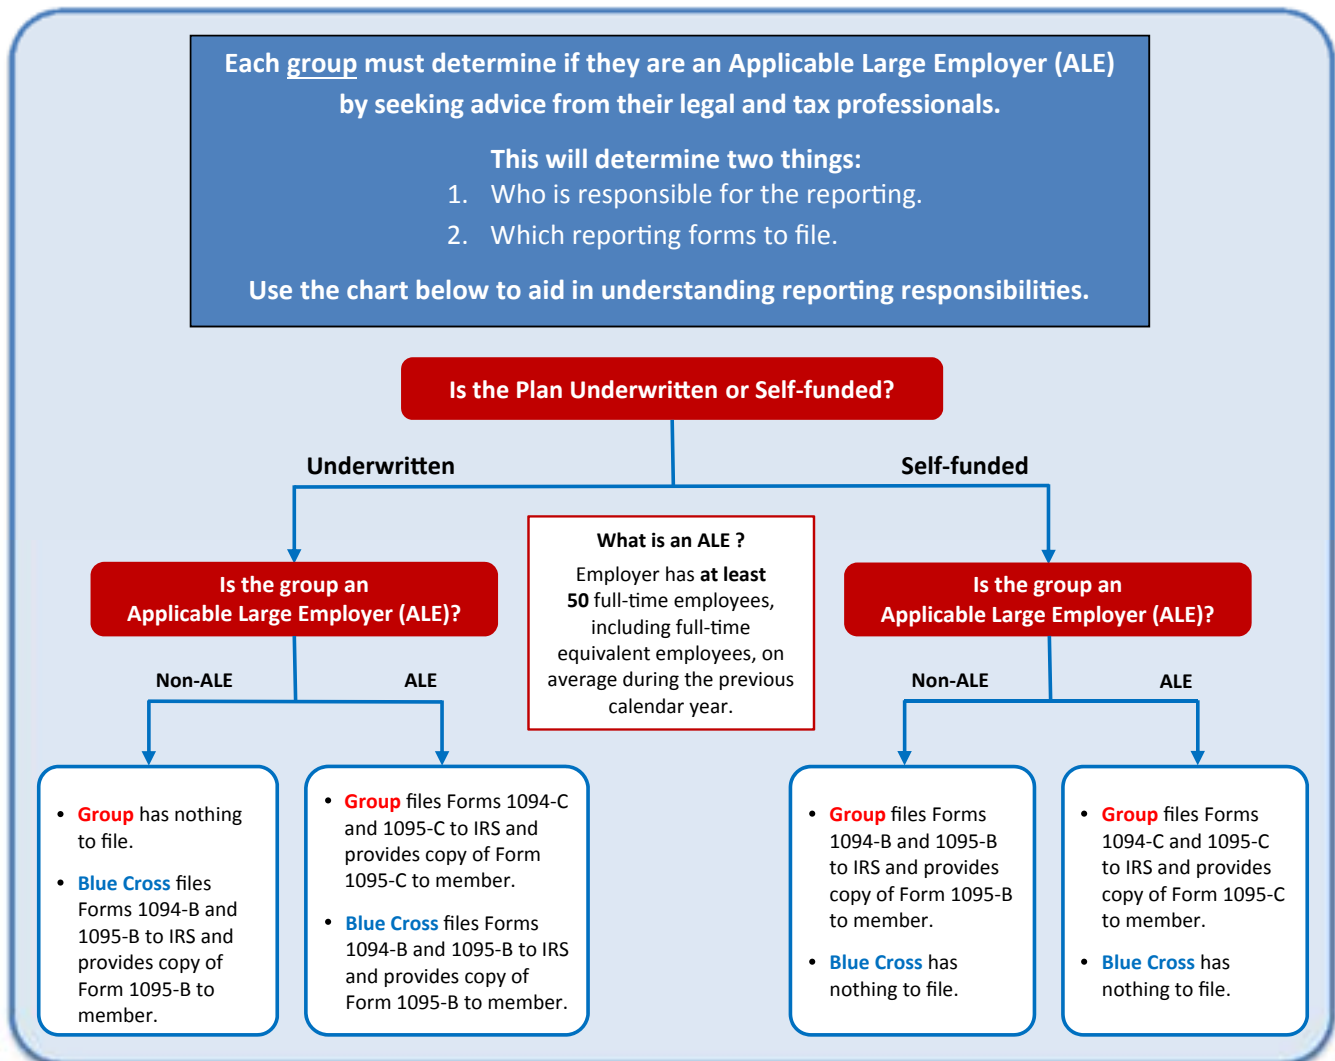 Each group must determine if they are an Applicable Large Employer (ALE)
by seeking advice from their legal and tax professionals.
This will determine two things:
1. Who is responsible for the reporting.
2. Which reporting forms to file.
Use the chart below to aid in understanding reporting responsibilities.
Is the Plan Underwritten or Self-funded?
Underwritten
Self-funded
Is the group an
Applicable Large Employer (ALE)?
What is an ALE ?
Employer has at least
50 full-time employees,
including full-time
equivalent employees, on
average during the previous
calendar year.
Is the group an
Applicable Large Employer (ALE)?
Non-ALE
ALE
Non-ALE
ALE
• Group has nothing
to file.
• Blue Cross files
Forms 1094-B and
1095-B to IRS and
provides copy of
Form 1095-B to
member.
• Group files Forms 1094-C
and 1095-C to IRS and
provides copy of Form
1095-C to member.
• Blue Cross files Forms
1094-B and 1095-B to IRS
and provides copy of
Form 1095-B to member.
• Group files Forms
1094-B and 1095-B
to IRS and provides
copy of Form 1095-B
to member.
• Blue Cross has
nothing to file.
• Group files Forms
1094-C and 1095-C
to IRS and provides
copy of Form 1095-C
to member.
• Blue Cross has
nothing to file.